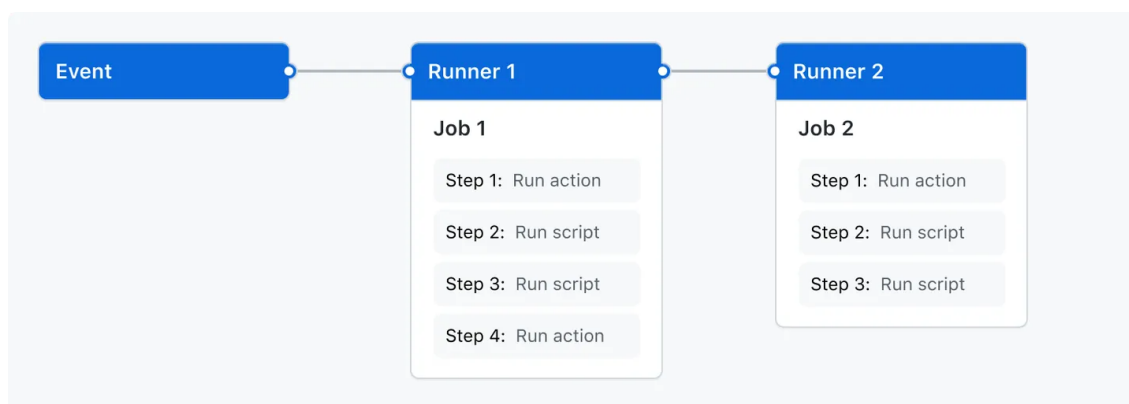 Event
Runner 1
Job 1
Step 1: Run action
Step 2: Run script
Step 3: Run script
Step 4: Run action
Runner 2
Job 2
Step 1: Run action
Step 2: Run script
Step 3: Run script